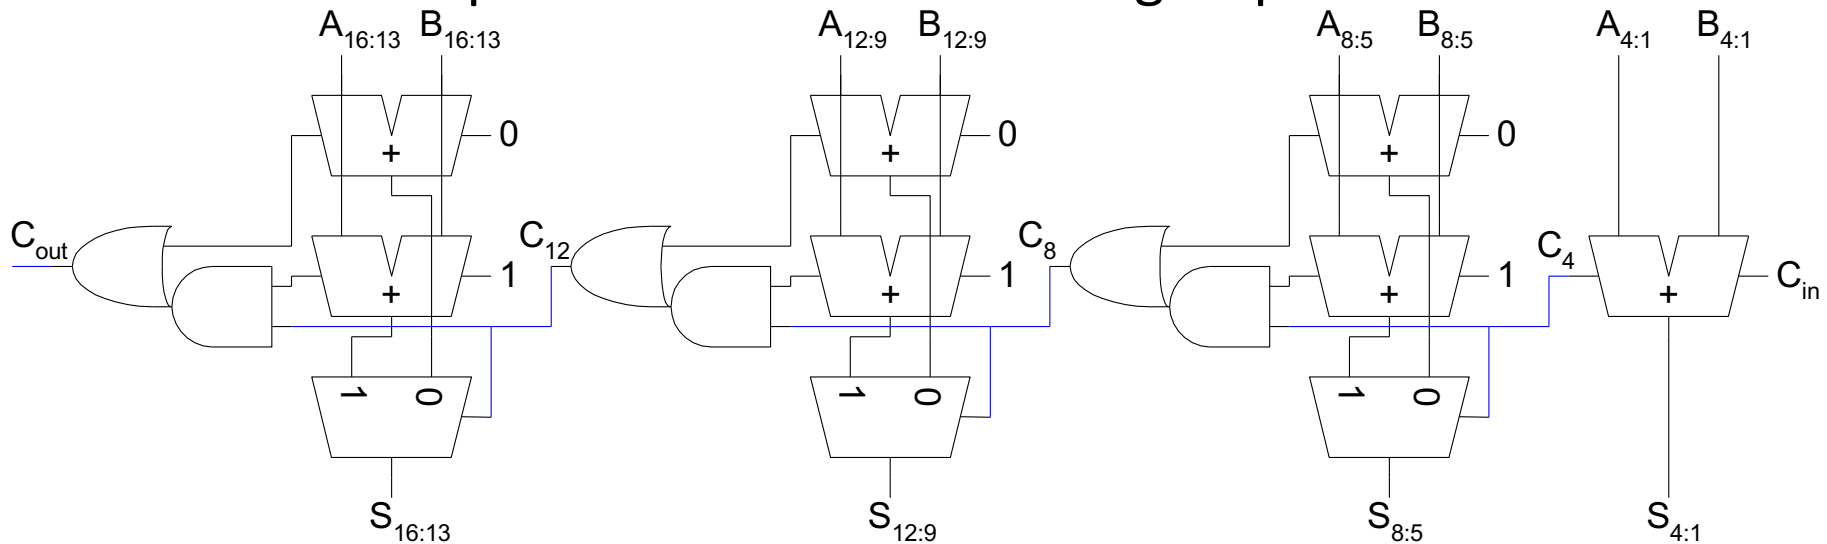 A16:13 B16:13 A12:9 B12:9 A8:5 B8:5 A4:1 B4:1
0 0 0
+ + +
Cout C12 C8 C4
1 1 1 Cin
+ + + +
1 0 1 0 1 0
S16:13 S12:9 S8:5 S4:1